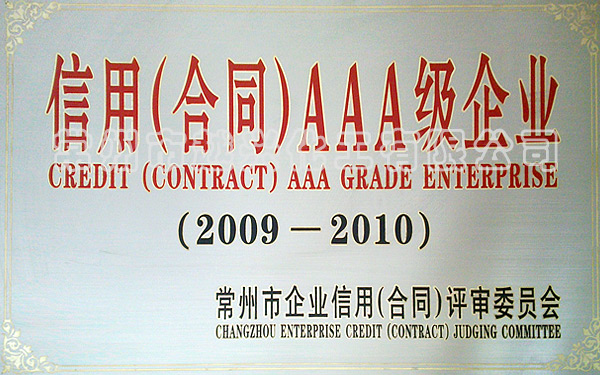 信用(合同)AAA级企业
CREDIT (CONTRACT) AAA GRADE ENTERPRISE
(2009－2010)
常州市企业信用(合同)评审委员会
CHANGZHOU ENTERPRISE CREDIT (CONTRACT) JUDGING COMMITTEE